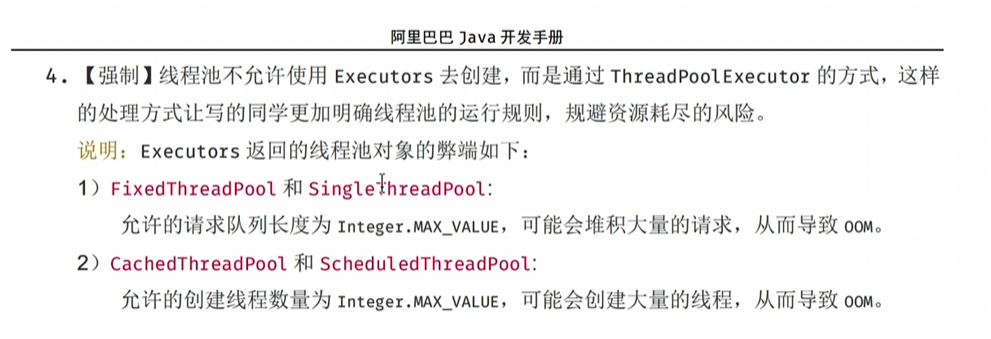 阿里巴巴 Java 开发手册
4. 【强制】线程池不允许使用 Executors 去创建，而是通过 ThreadPoolExecutor 的方式，这样
的处理方式让写的同学更加明确线程池的运行规则，规避资源耗尽的风险。
说明：Executors 返回的线程池对象的弊端如下：
1）FixedThreadPool 和 SingleThreadPool:
允许的请求队列长度为 Integer.MAX_VALUE，可能会堆积大量的请求，从而导致 OOM。
2）CachedThreadPool 和 ScheduledThreadPool:
允许的创建线程数量为 Integer.MAX_VALUE，可能会创建大量的线程，从而导致 OOM。